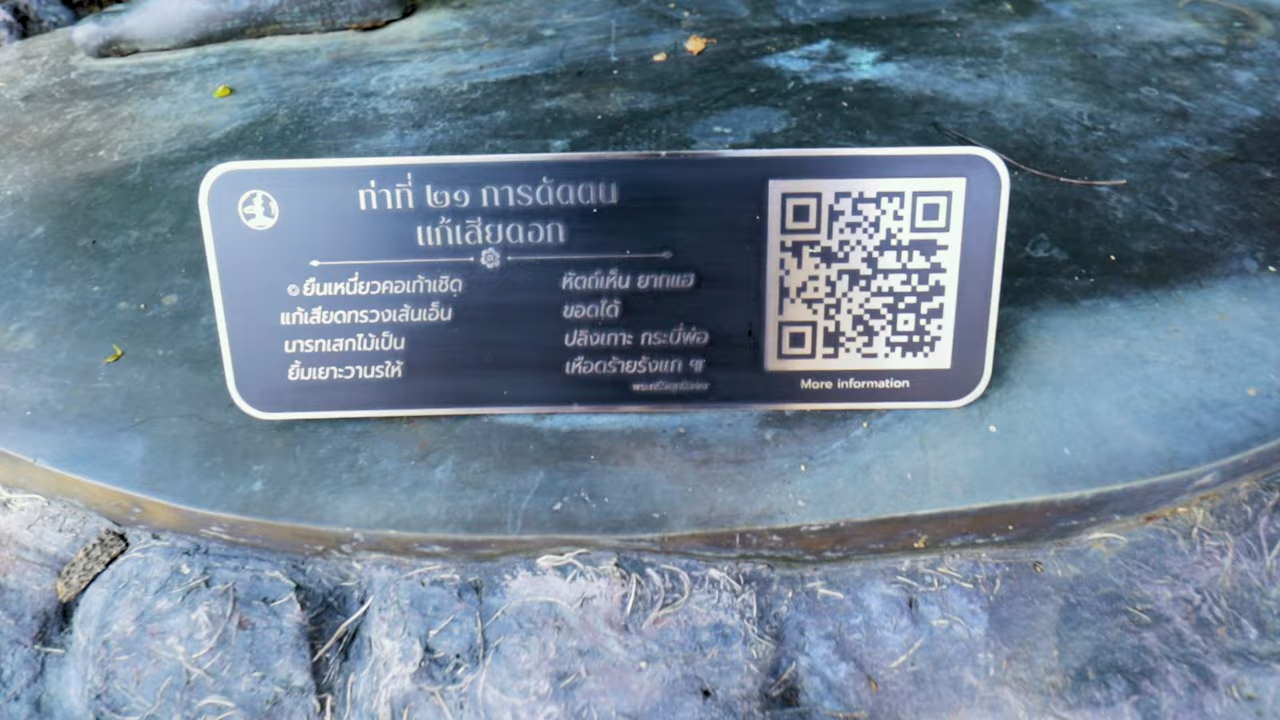 ท่าที่ ๒๑ การดัดตน
แก้เสียดอก
๏ ยืนเหนี่ยวคอเท้าเชิด หัตถ์เห็น ยากแฮ
แก้เสียดทรวงเส้นเอ็น ขอดได้
นารทเสกไม้เป็น ปลิงเกาะ กระบี่พ่อ
ยิ้มเยาะวานรให้ เหือดร้ายรังแก ฯ
More information